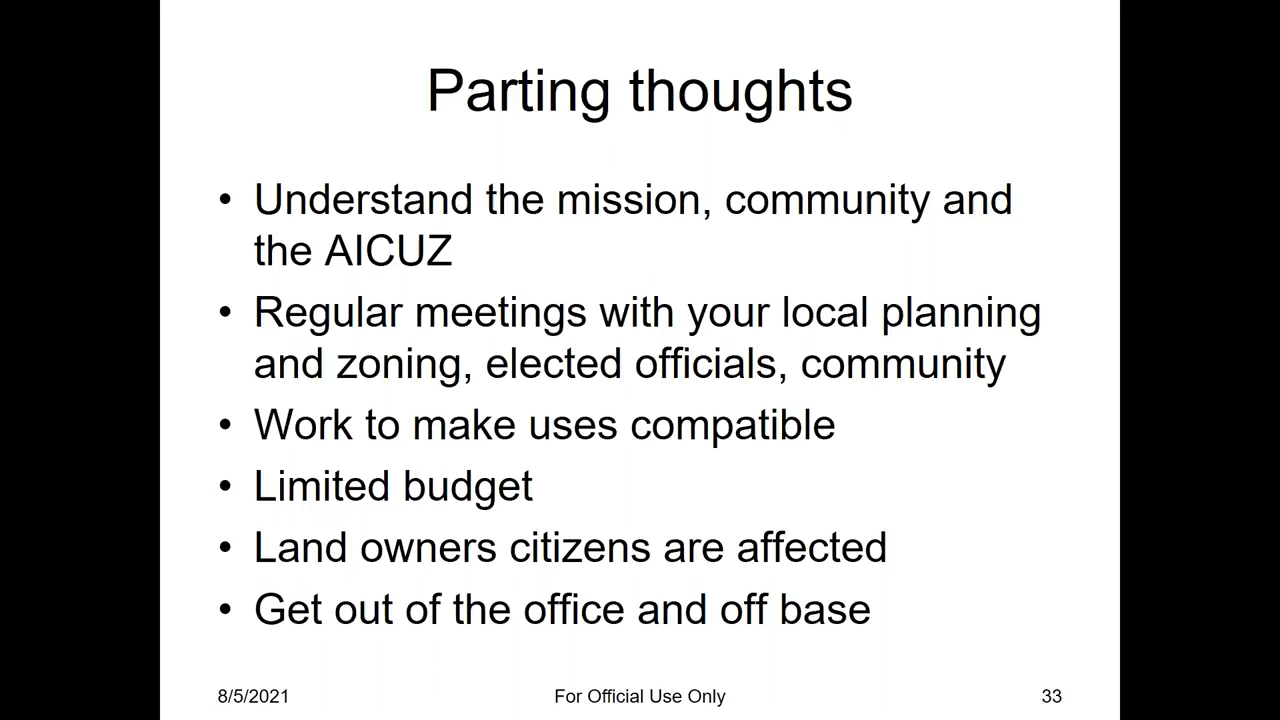 Parting thoughts
• Understand the mission, community and
the AICUZ
• Regular meetings with your local planning
and zoning, elected officials, community
• Work to make uses compatible
• Limited budget
• Land owners citizens are affected
• Get out of the office and off base
8/5/2021
For Official Use Only
33